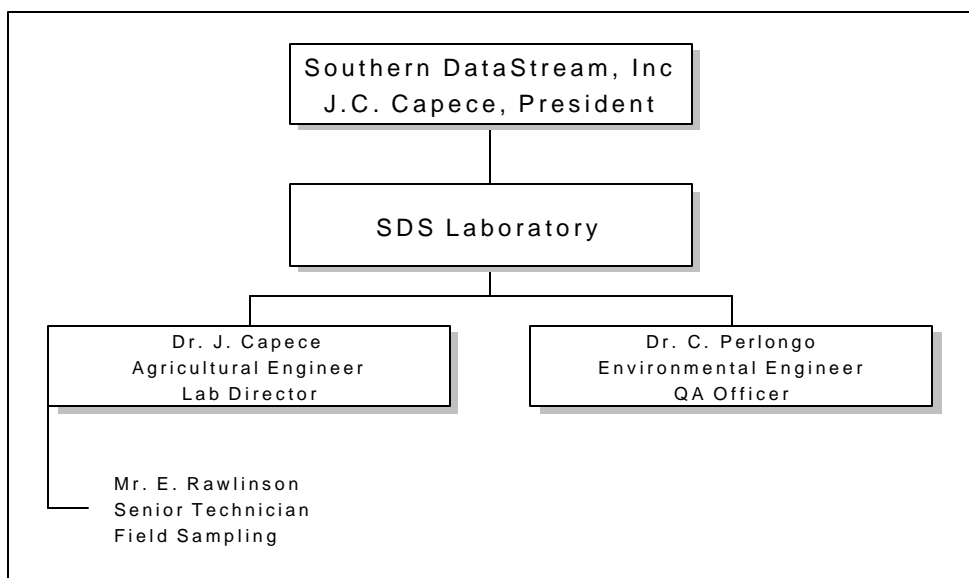 Southern DataStream, Inc
J.C. Capece, President
SDS Laboratory
Dr. J. Capece
Agricultural Engineer
Lab Director
Dr. C. Perlongo
Environmental Engineer
QA Officer
Mr. E. Rawlinson
Senior Technician
Field Sampling